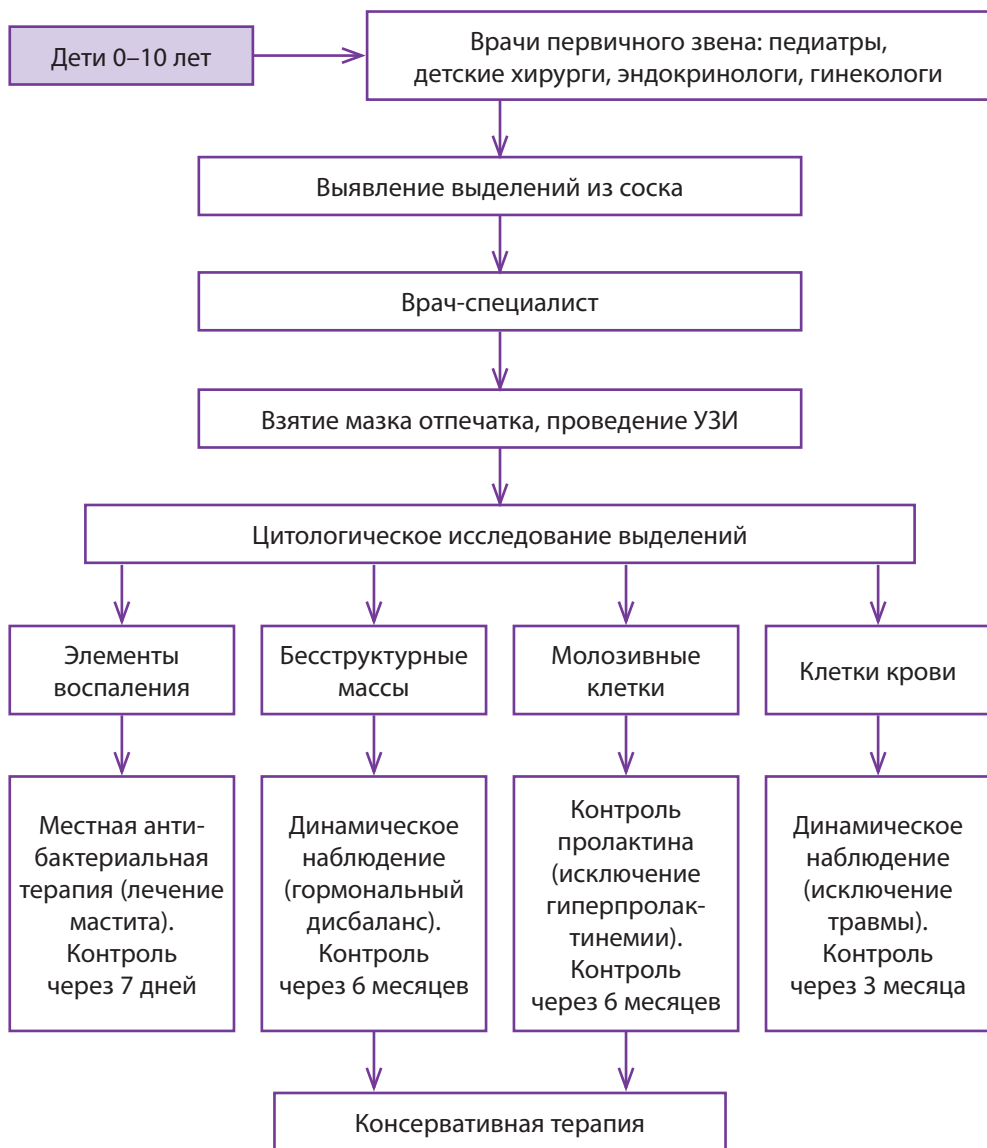 Дети 0–10 лет
Врачи первичного звена: педиатры,
детские хирурги, эндокринологи, гинекологи
Выявление выделений из соска
Врач-специалист
Взятие мазка отпечатка, проведение УЗИ
Цитологическое исследование выделений
Элементы
воспаления
Бесструктурные
массы
Молозивные
клетки
Клетки крови
Местная анти-
бактериальная
терапия (лечение
мастита).
Контроль
через 7 дней
Динамическое
наблюдение
(гормональный
дисбаланс).
Контроль
через 6 месяцев
Контроль
пролактина
(исключение
гиперпролак-
тинемии).
Контроль
через 6 месяцев
Динамическое
наблюдение
(исключение
травмы).
Контроль
через 3 месяца
Консервативная терапия